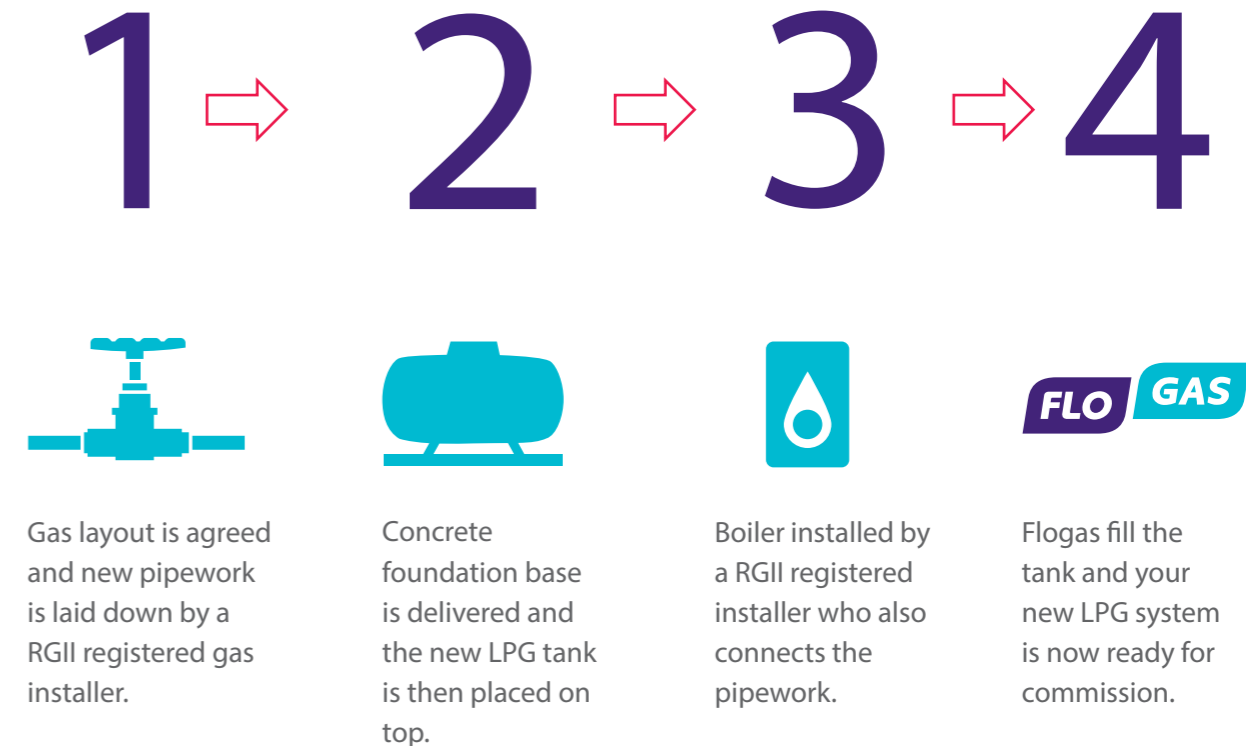 1
2
3
4
FLO GAS
Gas layout is agreed
and new pipework
is laid down by a
RGII registered gas
installer.
Concrete
foundation base
is delivered and
the new LPG tank
is then placed on
top.
Boiler installed by
a RGII registered
installer who also
connects the
pipework.
Flogas fill the
tank and your
new LPG system
is now ready for
commission.